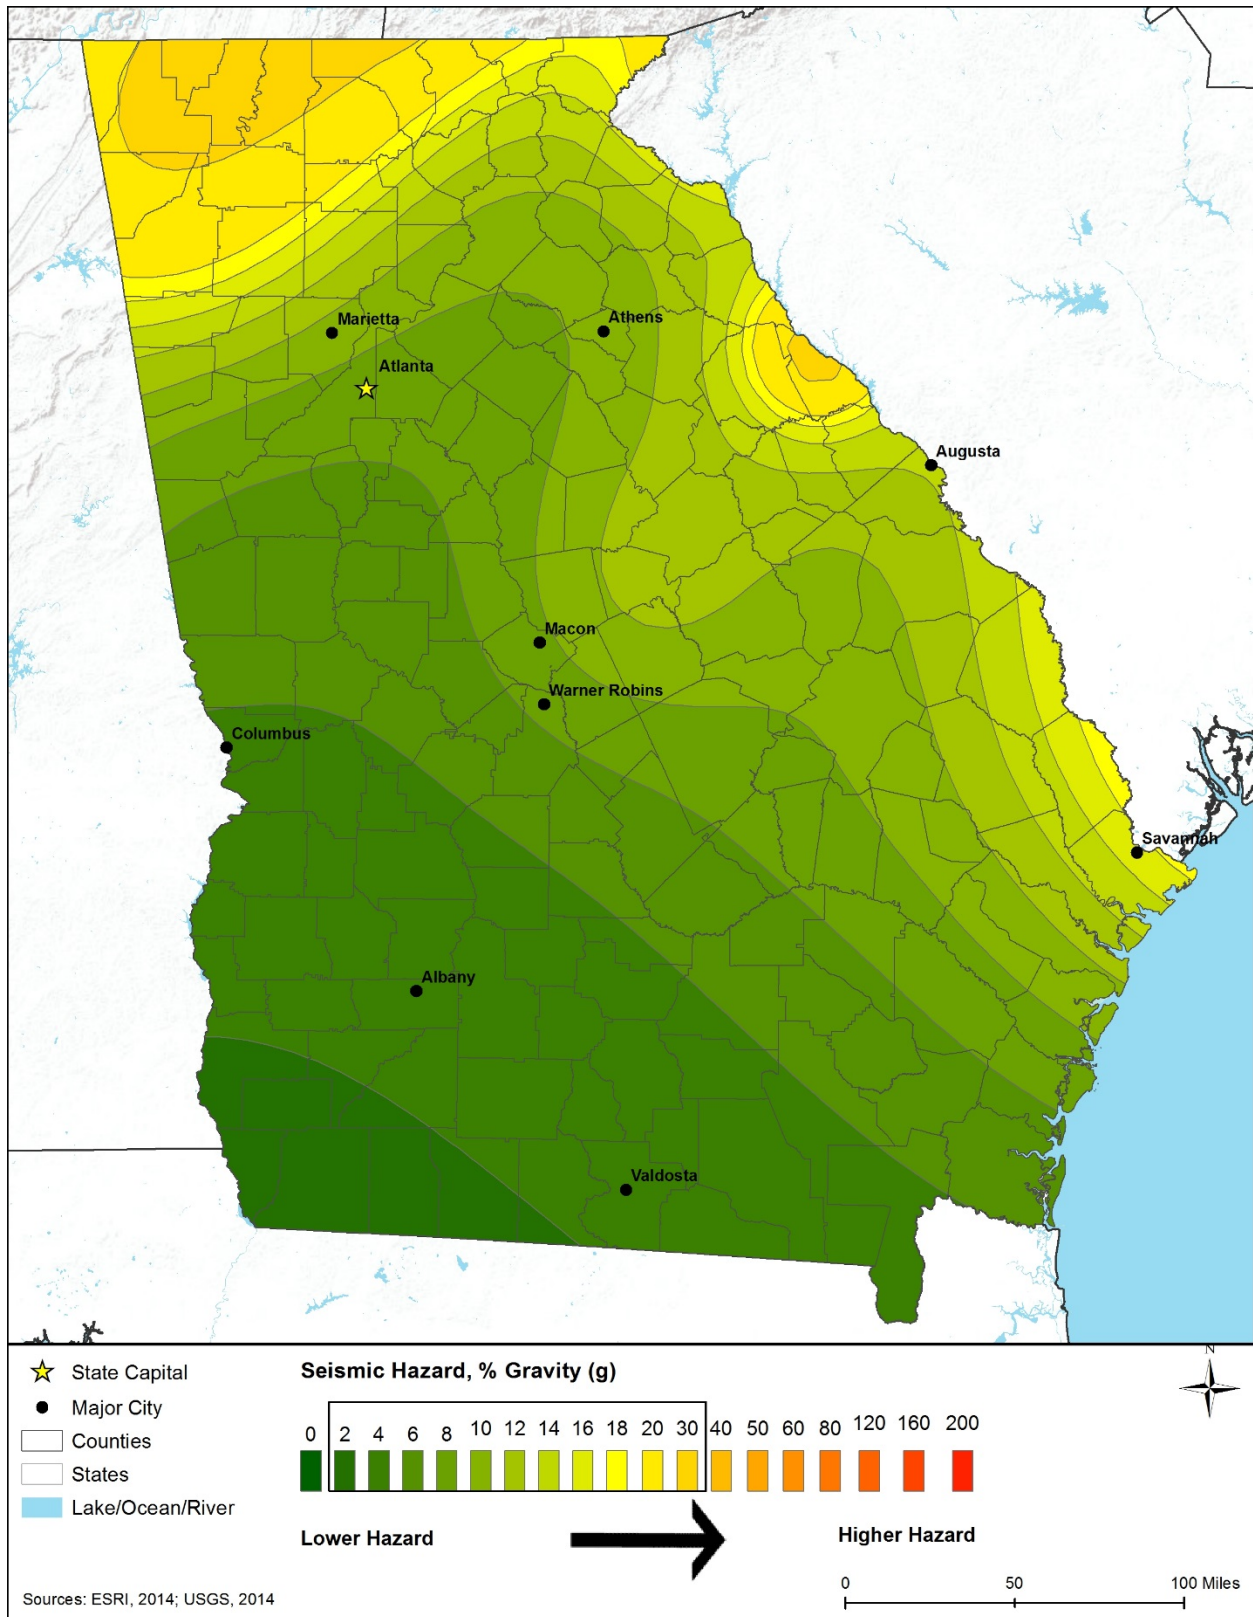 Marietta
Athens
Atlanta
Augusta
Macon
Warner Robins
Columbus
Savannah
Albany
Valdosta
State Capital
Major City
Counties
States
Lake/Ocean/River
Seismic Hazard, % Gravity (g)
0 2 4 6 8 10 12 14 16 18 20 30 40 50 60 80 120 160 200
Lower Hazard
Higher Hazard
N
0 50 100 Miles
Sources: ESRI, 2014; USGS, 2014